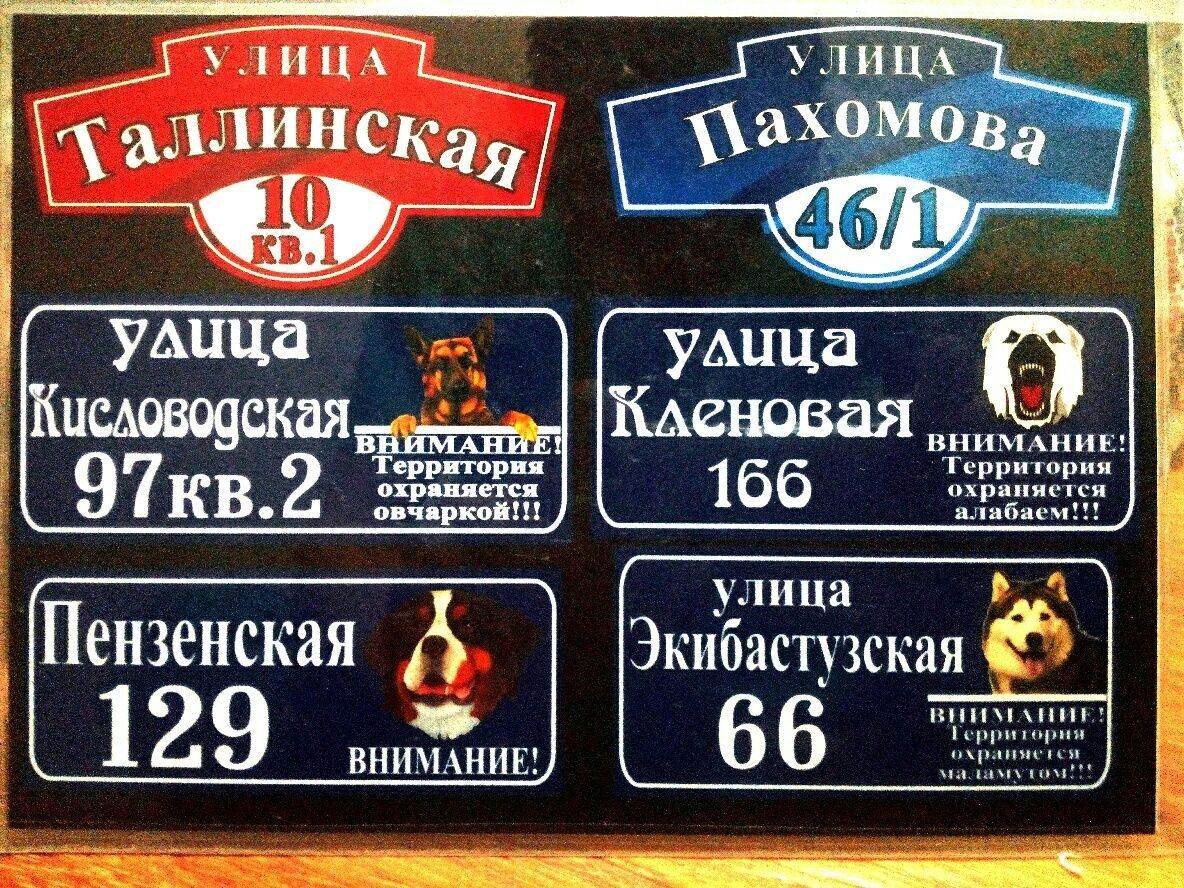 УЛИЦА
Таллинская
10
кв.1
УЛИЦА
Пахомова
46/1
улица
Кисловодская
97кв.2
ВНИМАНИЕ!
Территория
охраняется
овчаркой!!!
улица
Кленовая
166
ВНИМАНИЕ!
Территория
охраняется
алабаем!!!
Пензенская
129
ВНИМАНИЕ!
улица
Экибастузская
66
ВНИМАНИЕ!
Территория
охраняется
маламутом!!!